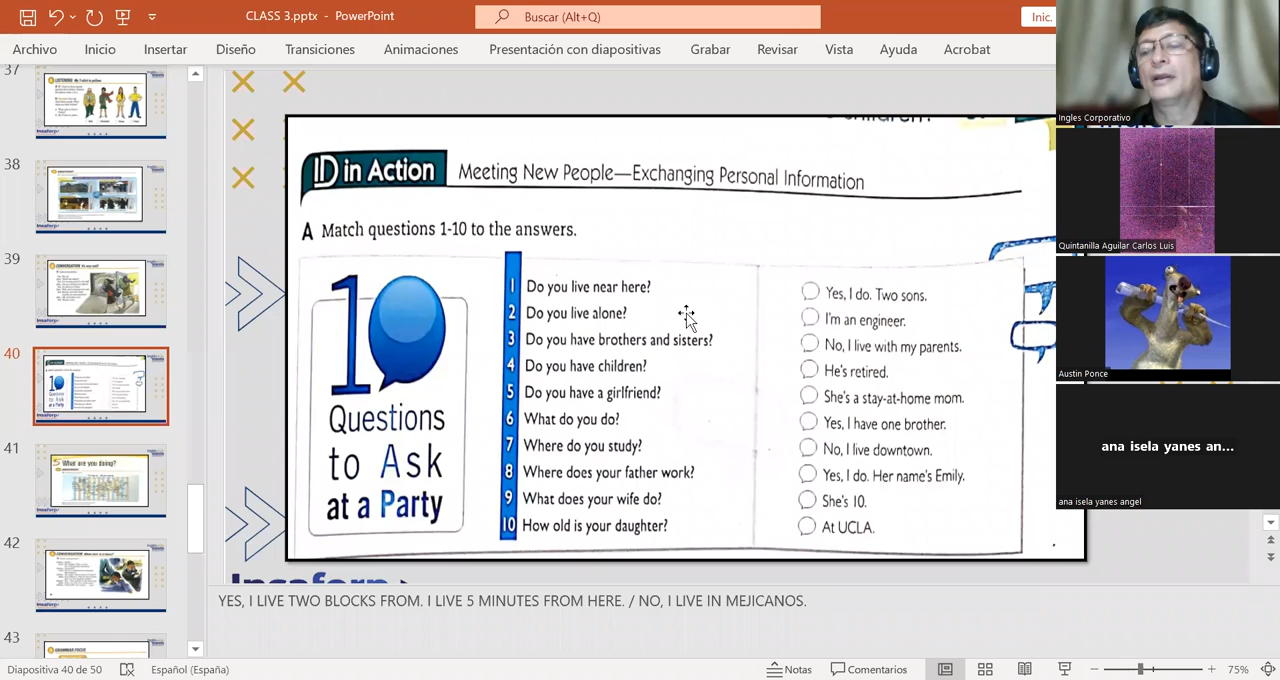 CLASS 3.pptx - PowerPoint
Buscar (Alt+Q)
Inic.
Archivo Inicio Insertar Diseño Transiciones Animaciones Presentación con diapositivas Grabar Revisar Vista Ayuda Acrobat
37
38
39
40
41
42
43
ID in Action Meeting New People—Exchanging Personal Information
A Match questions 1-10 to the answers.
10 Questions to Ask at a Party
1 Do you live near here?
2 Do you live alone?
3 Do you have brothers and sisters?
4 Do you have children?
5 Do you have a girlfriend?
6 What do you do?
7 Where do you study?
8 Where does your father work?
9 What does your wife do?
10 How old is your daughter?
Yes, I do. Two sons.
I'm an engineer.
No, I live with my parents.
He's retired.
She's a stay-at-home mom.
Yes, I have one brother.
No, I live downtown.
Yes, I do. Her name's Emily.
She's 10.
At UCLA.
YES, I LIVE TWO BLOCKS FROM. I LIVE 5 MINUTES FROM HERE. / NO, I LIVE IN MEJICANOS.
Diapositiva 40 de 50 Español (España) Notas Comentarios 75%
Ingles Corporativo
Quintanilla Aguilar Carlos Luis
Austin Ponce
ana isela yanes an...
ana isela yanes angel